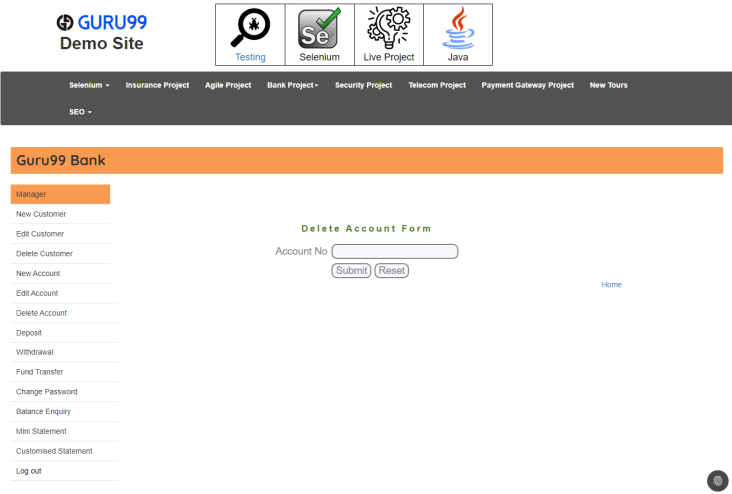 GURU99
Demo Site
Testing
Se
Selenium
Live Project
Java
Selenium
Insurance Project
Agile Project
Bank Project
Security Project
Telecom Project
Payment Gateway Project
New Tours
SEO
Guru99 Bank
Manager
New Customer
Edit Customer
Delete Customer
New Account
Edit Account
Delete Account
Deposit
Withdrawal
Fund Transfer
Change Password
Balance Enquiry
Mini Statement
Customised Statement
Log out
Delete Account Form
Account No
Submit
Reset
Home